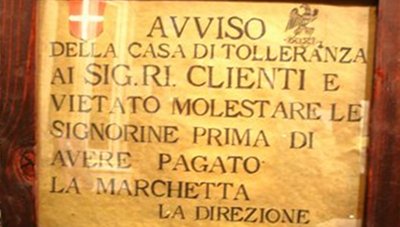 AVVISO
DELLA CASA DI TOLLERANZA
AI SIG.RI. CLIENTI E
VIETATO MOLESTARE LE
SIGNORINE PRIMA DI
AVERE PAGATO
LA MARCHETTA
LA DIREZIONE